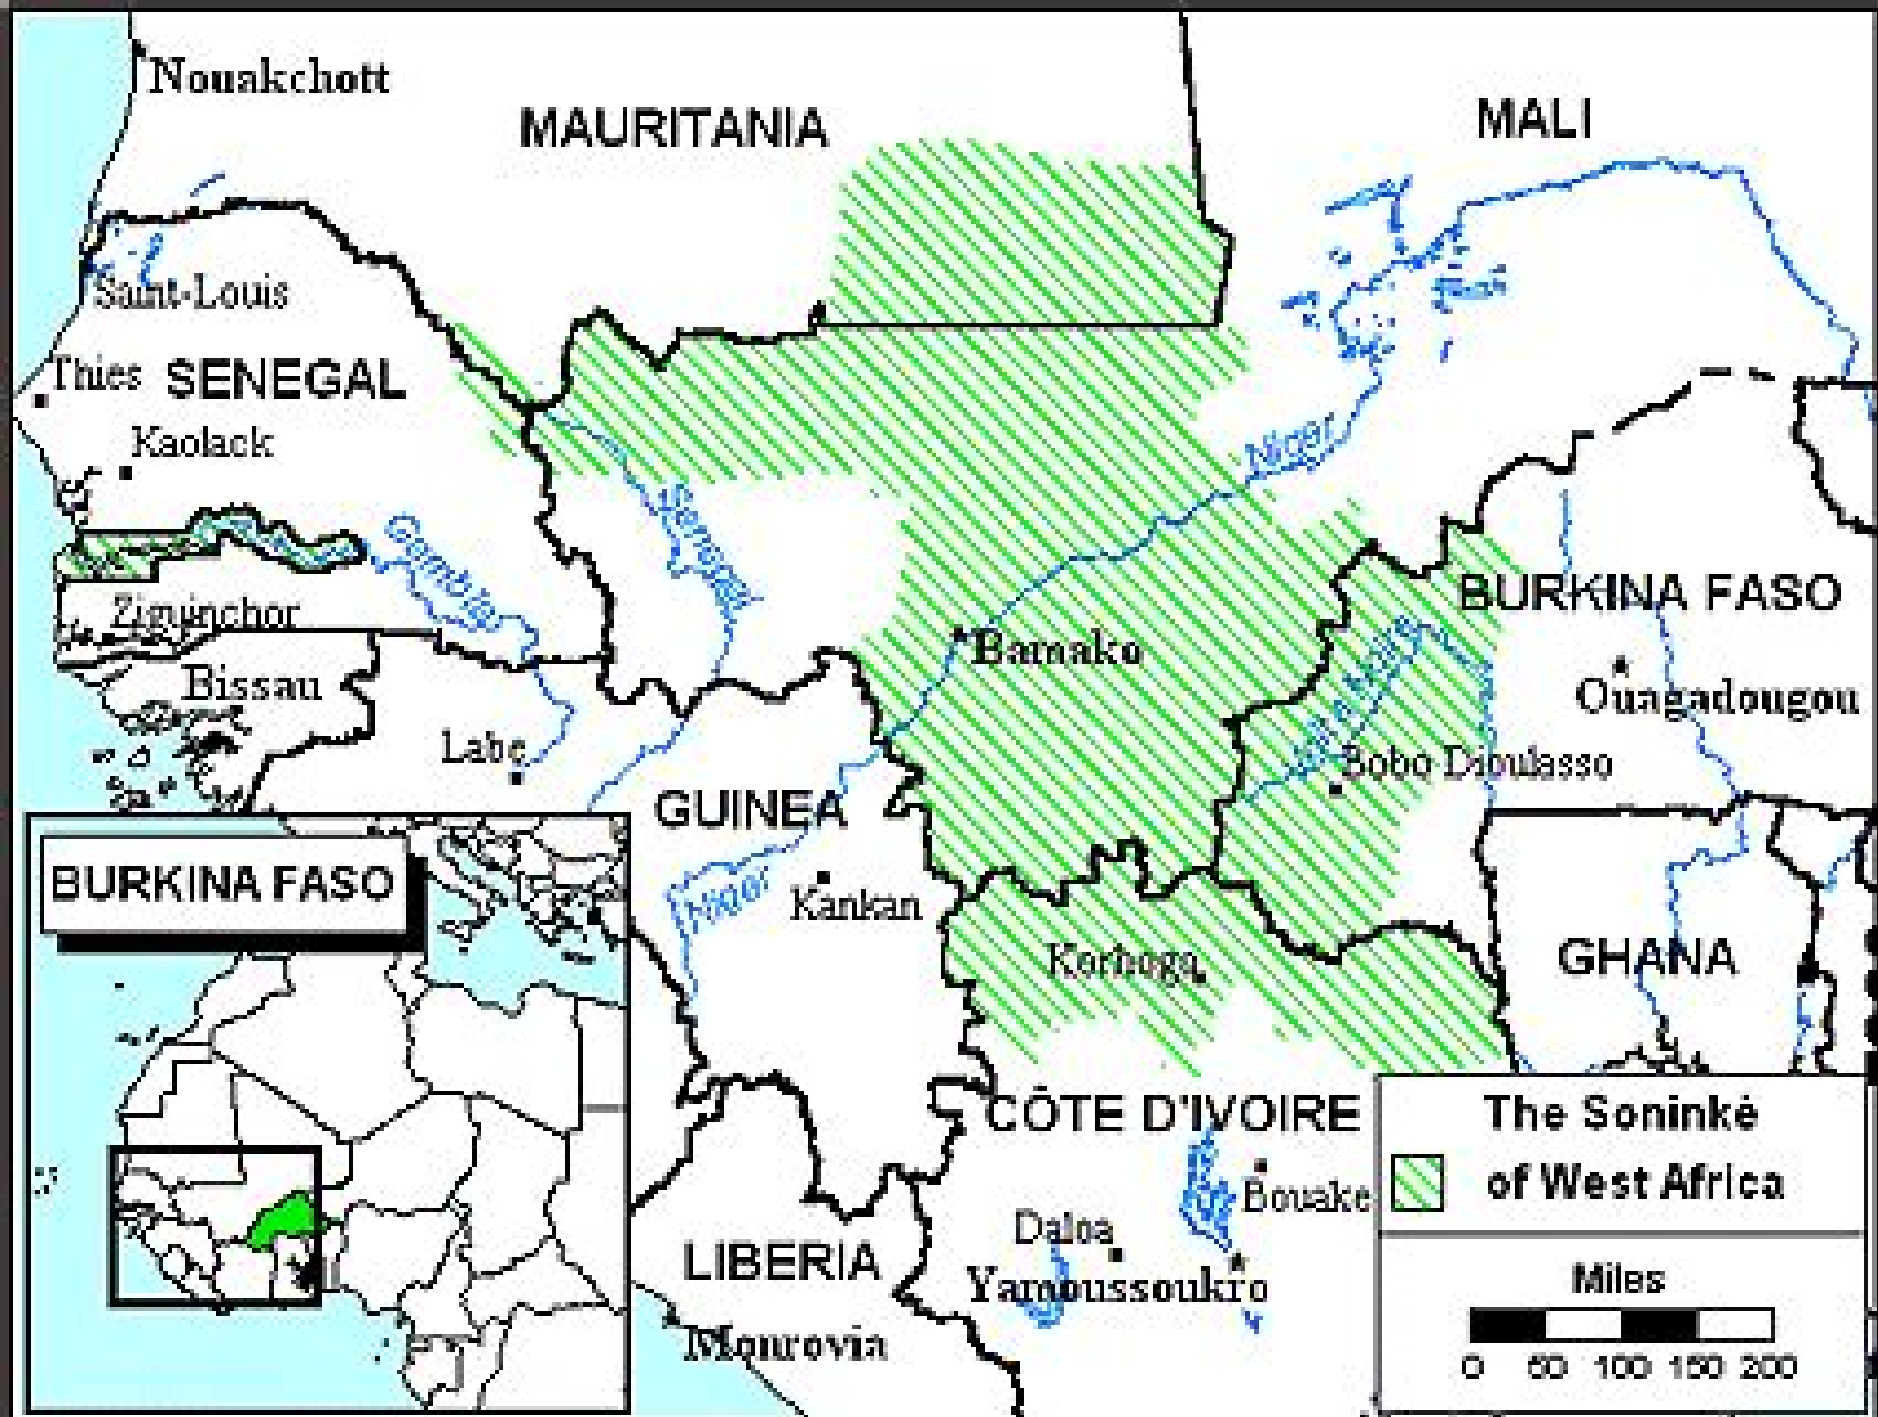 Nouakchott
MAURITANIA
MALI
Saint-Louis
Thies
SENEGAL
Kaolack
Niger
Senegal
Gambia
Ziguinchor
BURKINA FASO
Bamako
Bissau
Ouagadougou
Labe
Bobo Dioulasso
GUINEA
BURKINA FASO
Niger
Kankan
Korhogo
GHANA
CÔTE D'IVOIRE
The Soninké
of West Africa
Bouake
Daloa
LIBERIA
Yamoussoukro
Miles
Monrovia
0 50 100 150 200